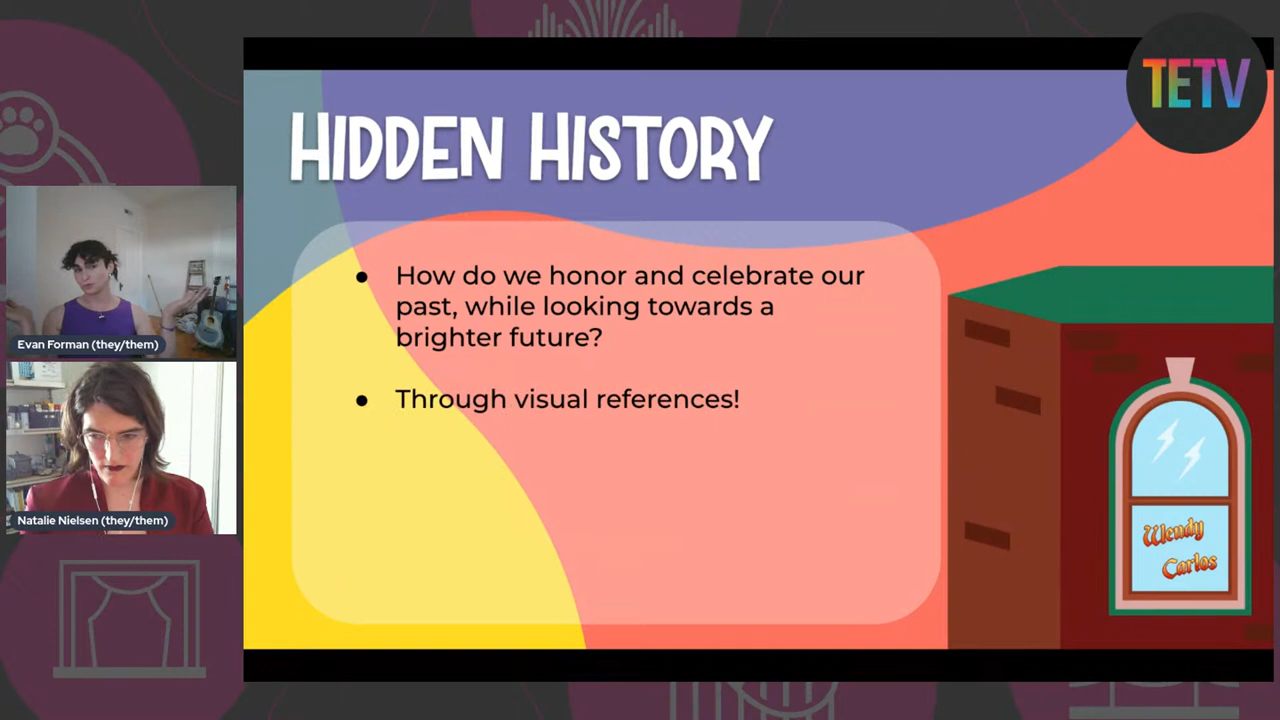 TETV
HIDDEN HISTORY
● How do we honor and celebrate our
past, while looking towards a
brighter future?
● Through visual references!
Evan Forman (they/them)
Natalie Nielsen (they/them)
Wendy
Carlos